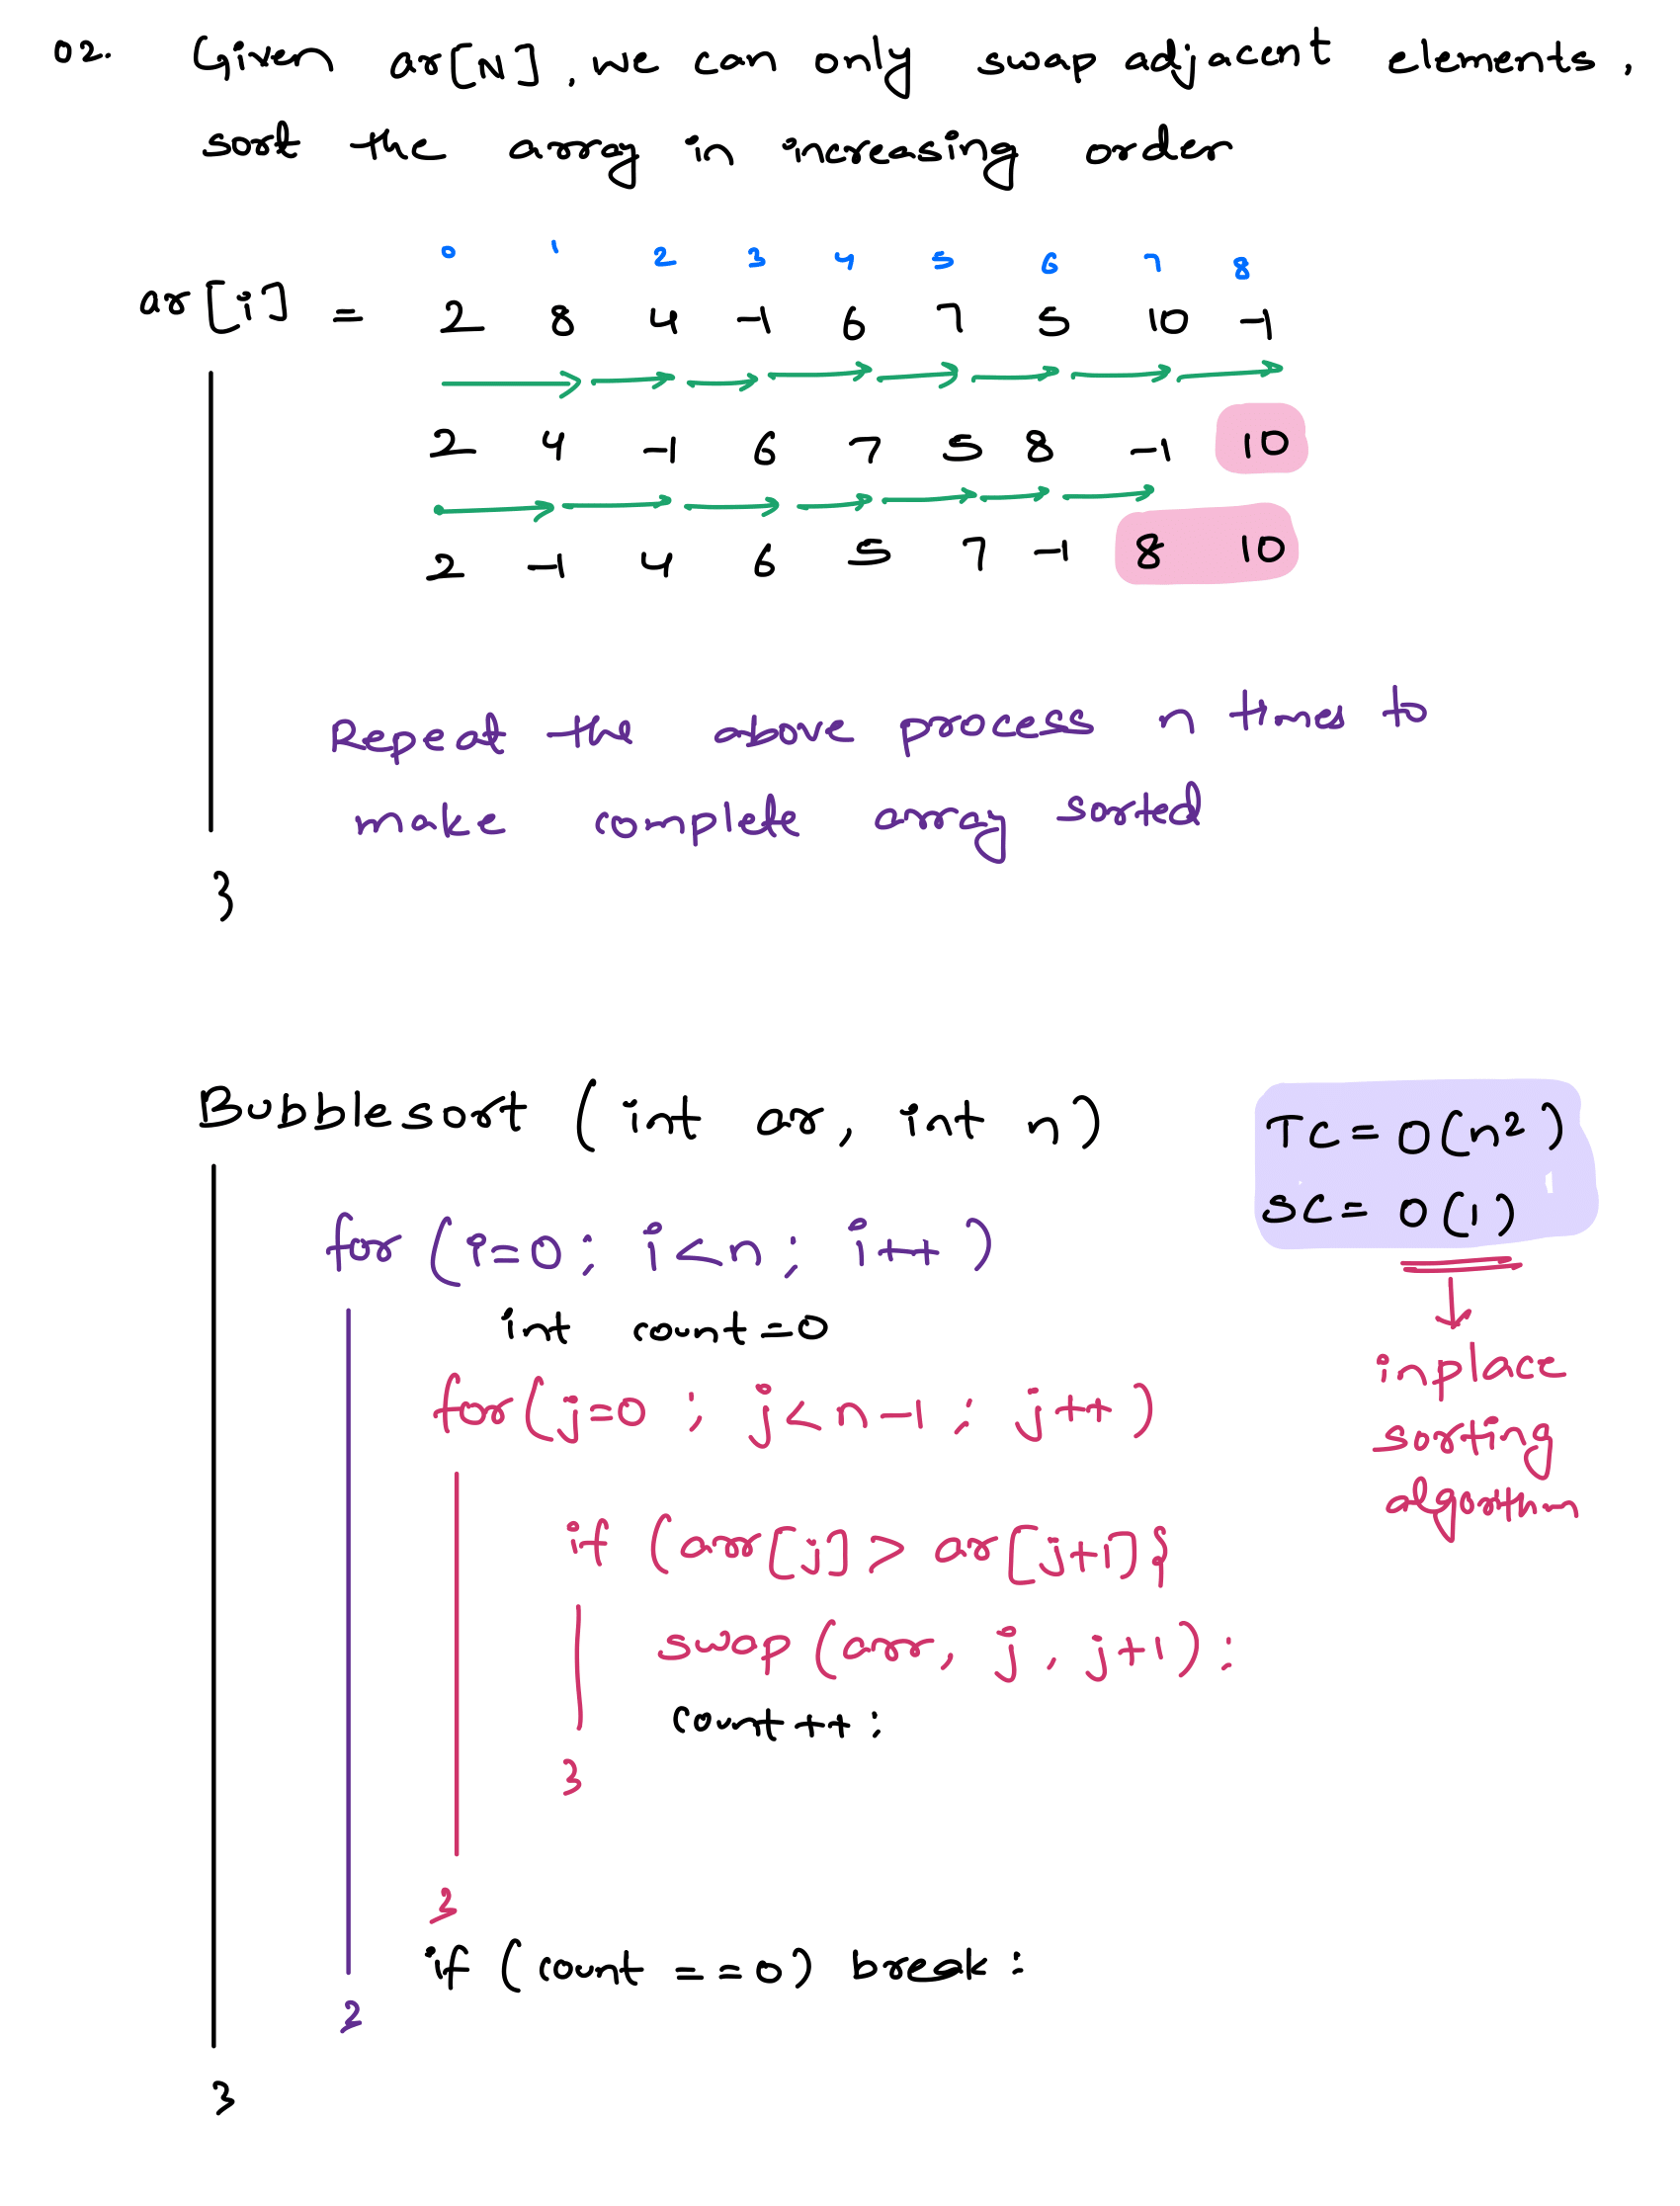 02. Given ar[N], we can only swap adjacent elements,
sort the array in increasing order
0 1 2 3 4 5 6 7 8
ar[i] = 2 8 4 -1 6 7 5 10 -1
2 4 -1 6 7 5 8 -1 10
2 -1 4 6 5 7 -1 8 10
Repeat the above process n times to
make complete array sorted
}
Bubblesort (int ar, int n)
TC = O(n²)
SC = O(1)
for (i=0; i<n; i++)
int count=0
for(j=0; j<n-1; j++)
inplace
sorting
algorithm
if (arr[j] > ar[j+1]{
swap(arr, j, j+1);
count++;
}
}
if (count ==0) break;
}
}